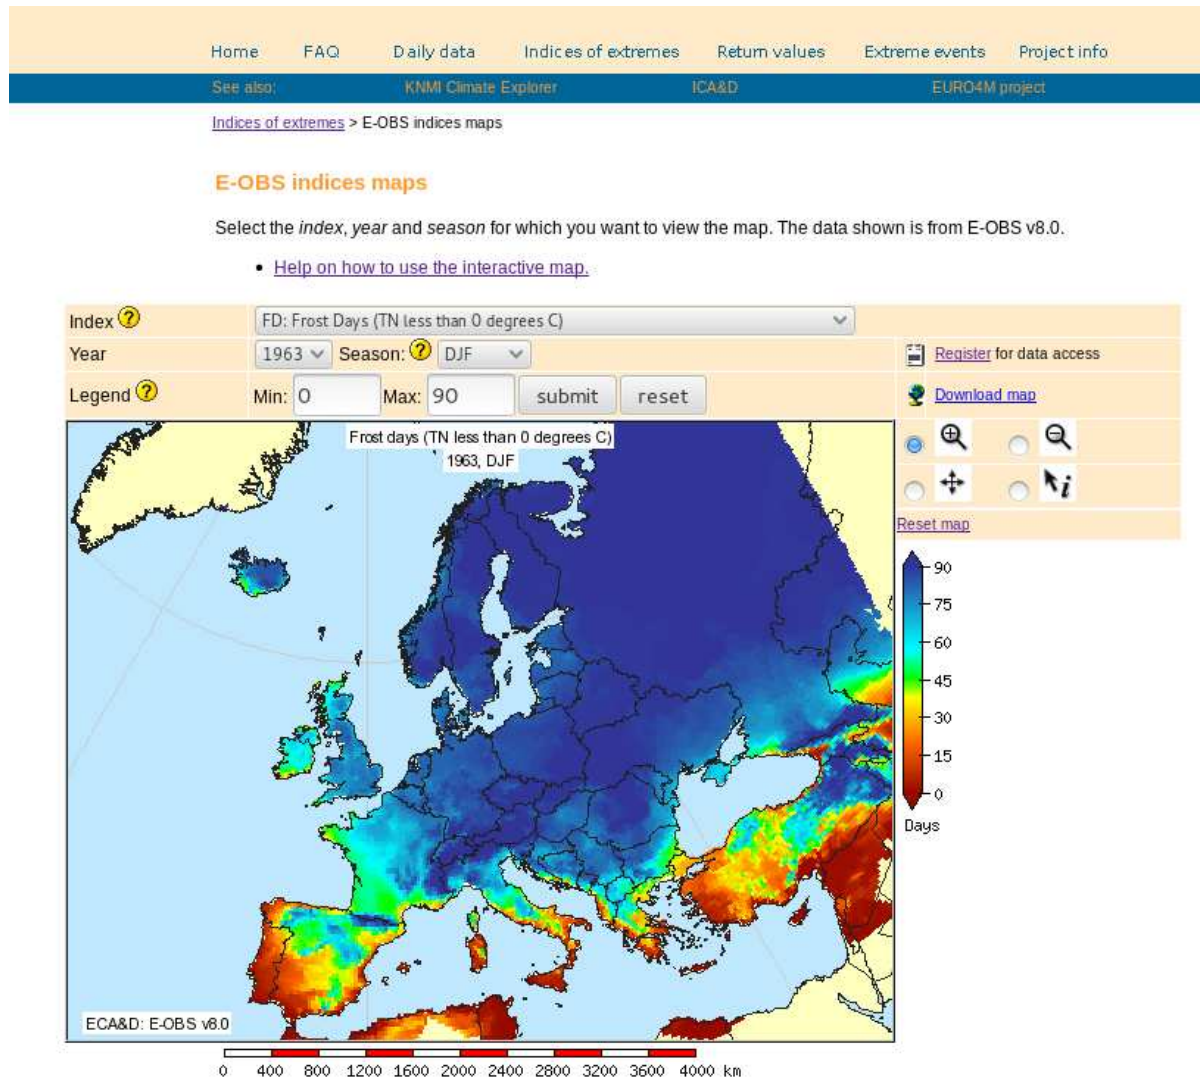 Home FAQ Daily data Indices of extremes Return values Extreme events Project info
See also: KNMI Climate Explorer ICA&D EURO4M project
Indices of extremes > E-OBS indices maps
E-OBS indices maps
Select the index, year and season for which you want to view the map. The data shown is from E-OBS v8.0.
• Help on how to use the interactive map.
Index ? FD: Frost Days (TN less than 0 degrees C)
Year 1963 Season: ? DJF Register for data access
Legend ? Min: 0 Max: 90 submit reset Download map
Frost days (TN less than 0 degrees C)
1963, DJF
i
Reset map
90
75
60
45
30
15
0
Days
ECA&D: E-OBS v8.0
0 400 800 1200 1600 2000 2400 2800 3200 3600 4000 km